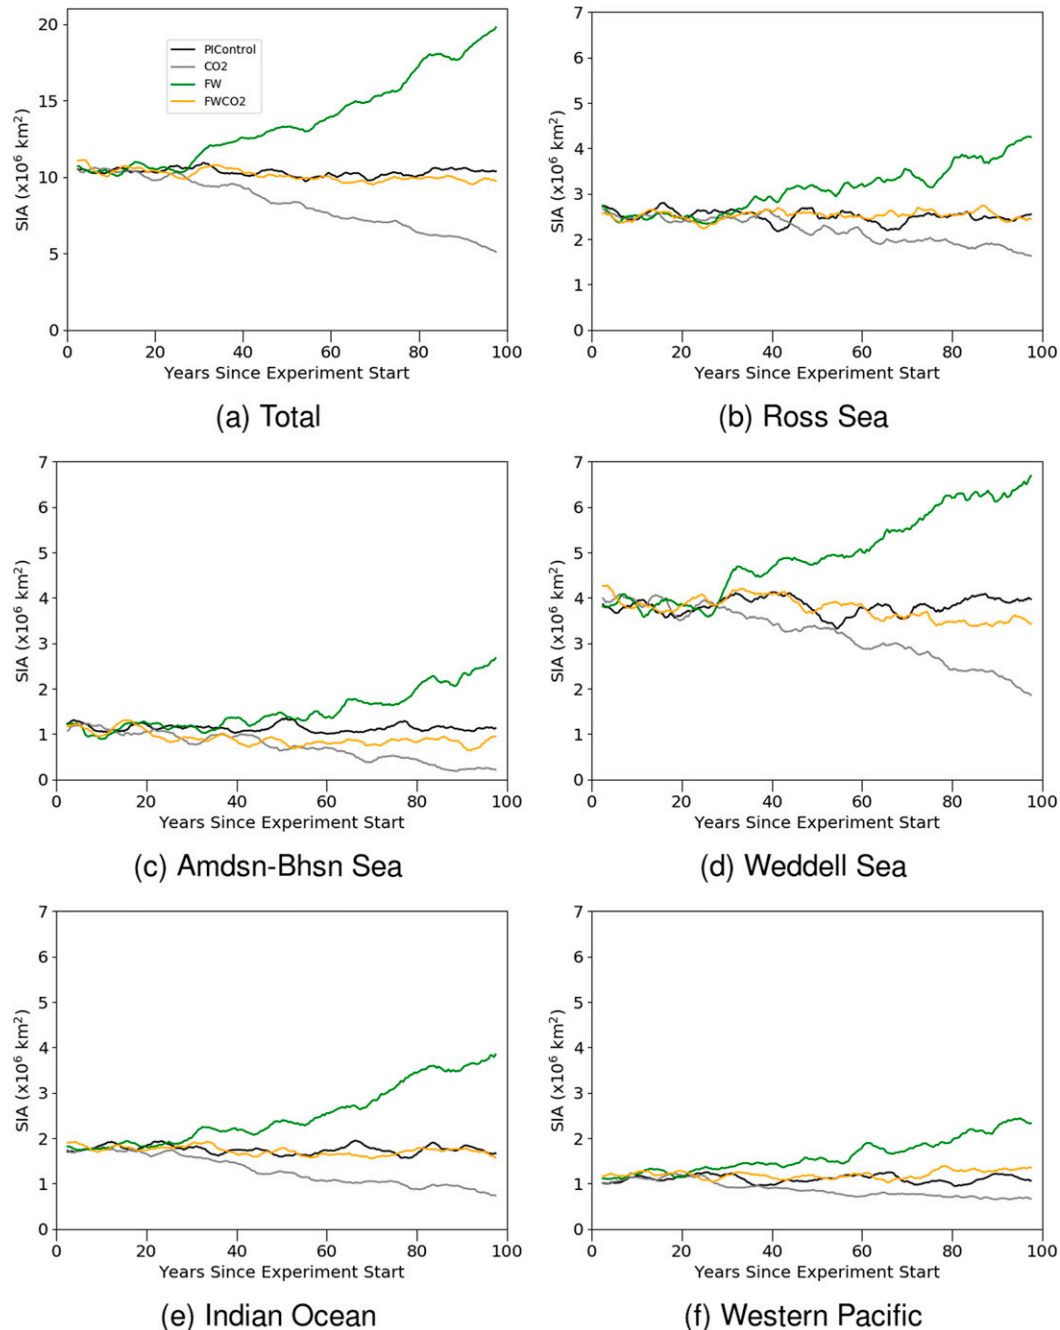 20
15
10
5
0
SIA (x10⁶ km²)
PIControl
CO2
FW
FWCO2
0 20 40 60 80 100
Years Since Experiment Start
(a) Total
7
6
5
4
3
2
1
0
SIA (x10⁶ km²)
0 20 40 60 80 100
Years Since Experiment Start
(b) Ross Sea
7
6
5
4
3
2
1
0
SIA (x10⁶ km²)
0 20 40 60 80 100
Years Since Experiment Start
(c) Amdsn-Bhsn Sea
7
6
5
4
3
2
1
0
SIA (x10⁶ km²)
0 20 40 60 80 100
Years Since Experiment Start
(d) Weddell Sea
7
6
5
4
3
2
1
0
SIA (x10⁶ km²)
0 20 40 60 80 100
Years Since Experiment Start
(e) Indian Ocean
7
6
5
4
3
2
1
0
SIA (x10⁶ km²)
0 20 40 60 80 100
Years Since Experiment Start
(f) Western Pacific